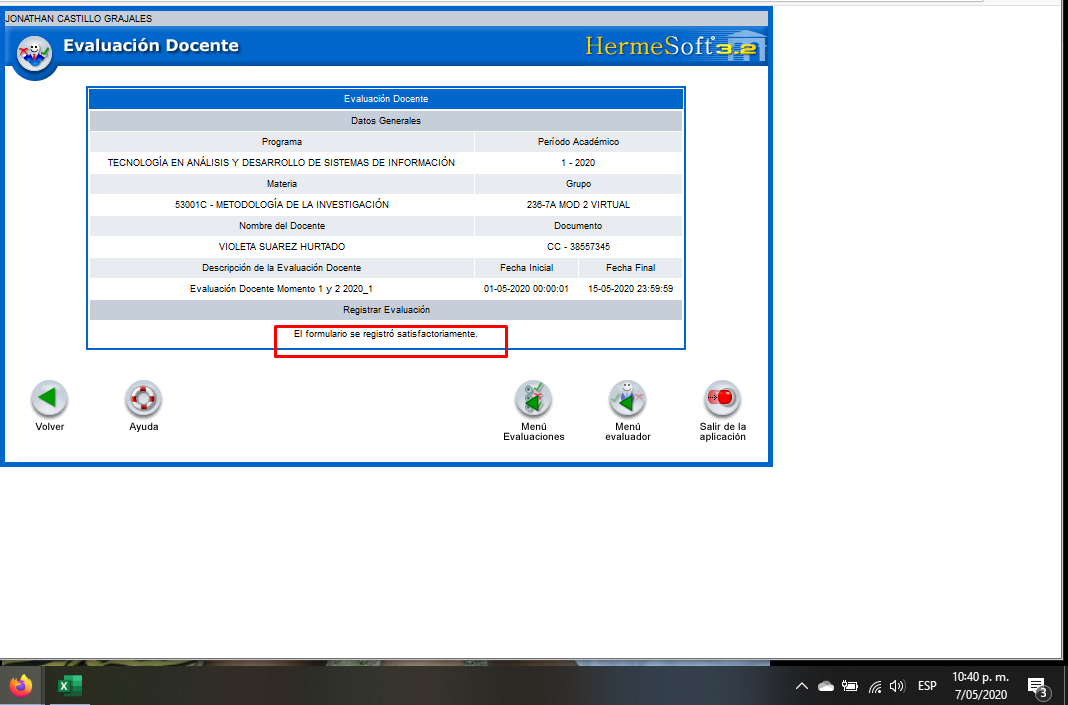 JONATHAN CASTILLO GRAJALES
Evaluación Docente
HermeSoft 3.2
Evaluación Docente
Datos Generales
Programa Período Académico
TECNOLOGÍA EN ANÁLISIS Y DESARROLLO DE SISTEMAS DE INFORMACIÓN 1 - 2020
Materia Grupo
53001C - METODOLOGÍA DE LA INVESTIGACIÓN 236-7A MOD 2 VIRTUAL
Nombre del Docente Documento
VIOLETA SUAREZ HURTADO CC - 38557345
Descripción de la Evaluación Docente Fecha Inicial Fecha Final
Evaluación Docente Momento 1 y 2 2020_1 01-05-2020 00:00:01 15-05-2020 23:59:59
Registrar Evaluación
El formulario se registró satisfactoriamente.
Volver
Ayuda
Menú
Evaluaciones
Menú
evaluador
Salir de la
aplicación
X
ESP
10:40 p. m.
7/05/2020
3